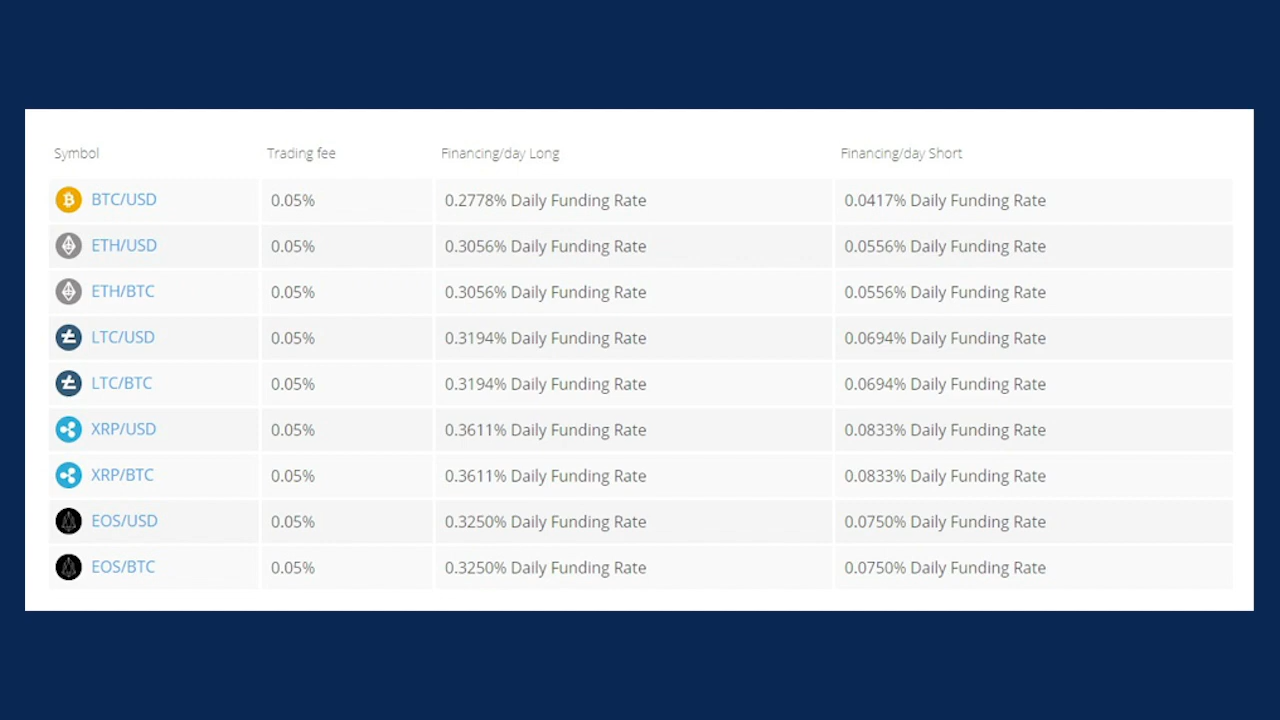 Symbol Trading fee Financing/day Long Financing/day Short
BTC/USD 0.05% 0.2778% Daily Funding Rate 0.0417% Daily Funding Rate
ETH/USD 0.05% 0.3056% Daily Funding Rate 0.0556% Daily Funding Rate
ETH/BTC 0.05% 0.3056% Daily Funding Rate 0.0556% Daily Funding Rate
LTC/USD 0.05% 0.3194% Daily Funding Rate 0.0694% Daily Funding Rate
LTC/BTC 0.05% 0.3194% Daily Funding Rate 0.0694% Daily Funding Rate
XRP/USD 0.05% 0.3611% Daily Funding Rate 0.0833% Daily Funding Rate
XRP/BTC 0.05% 0.3611% Daily Funding Rate 0.0833% Daily Funding Rate
EOS/USD 0.05% 0.3250% Daily Funding Rate 0.0750% Daily Funding Rate
EOS/BTC 0.05% 0.3250% Daily Funding Rate 0.0750% Daily Funding Rate